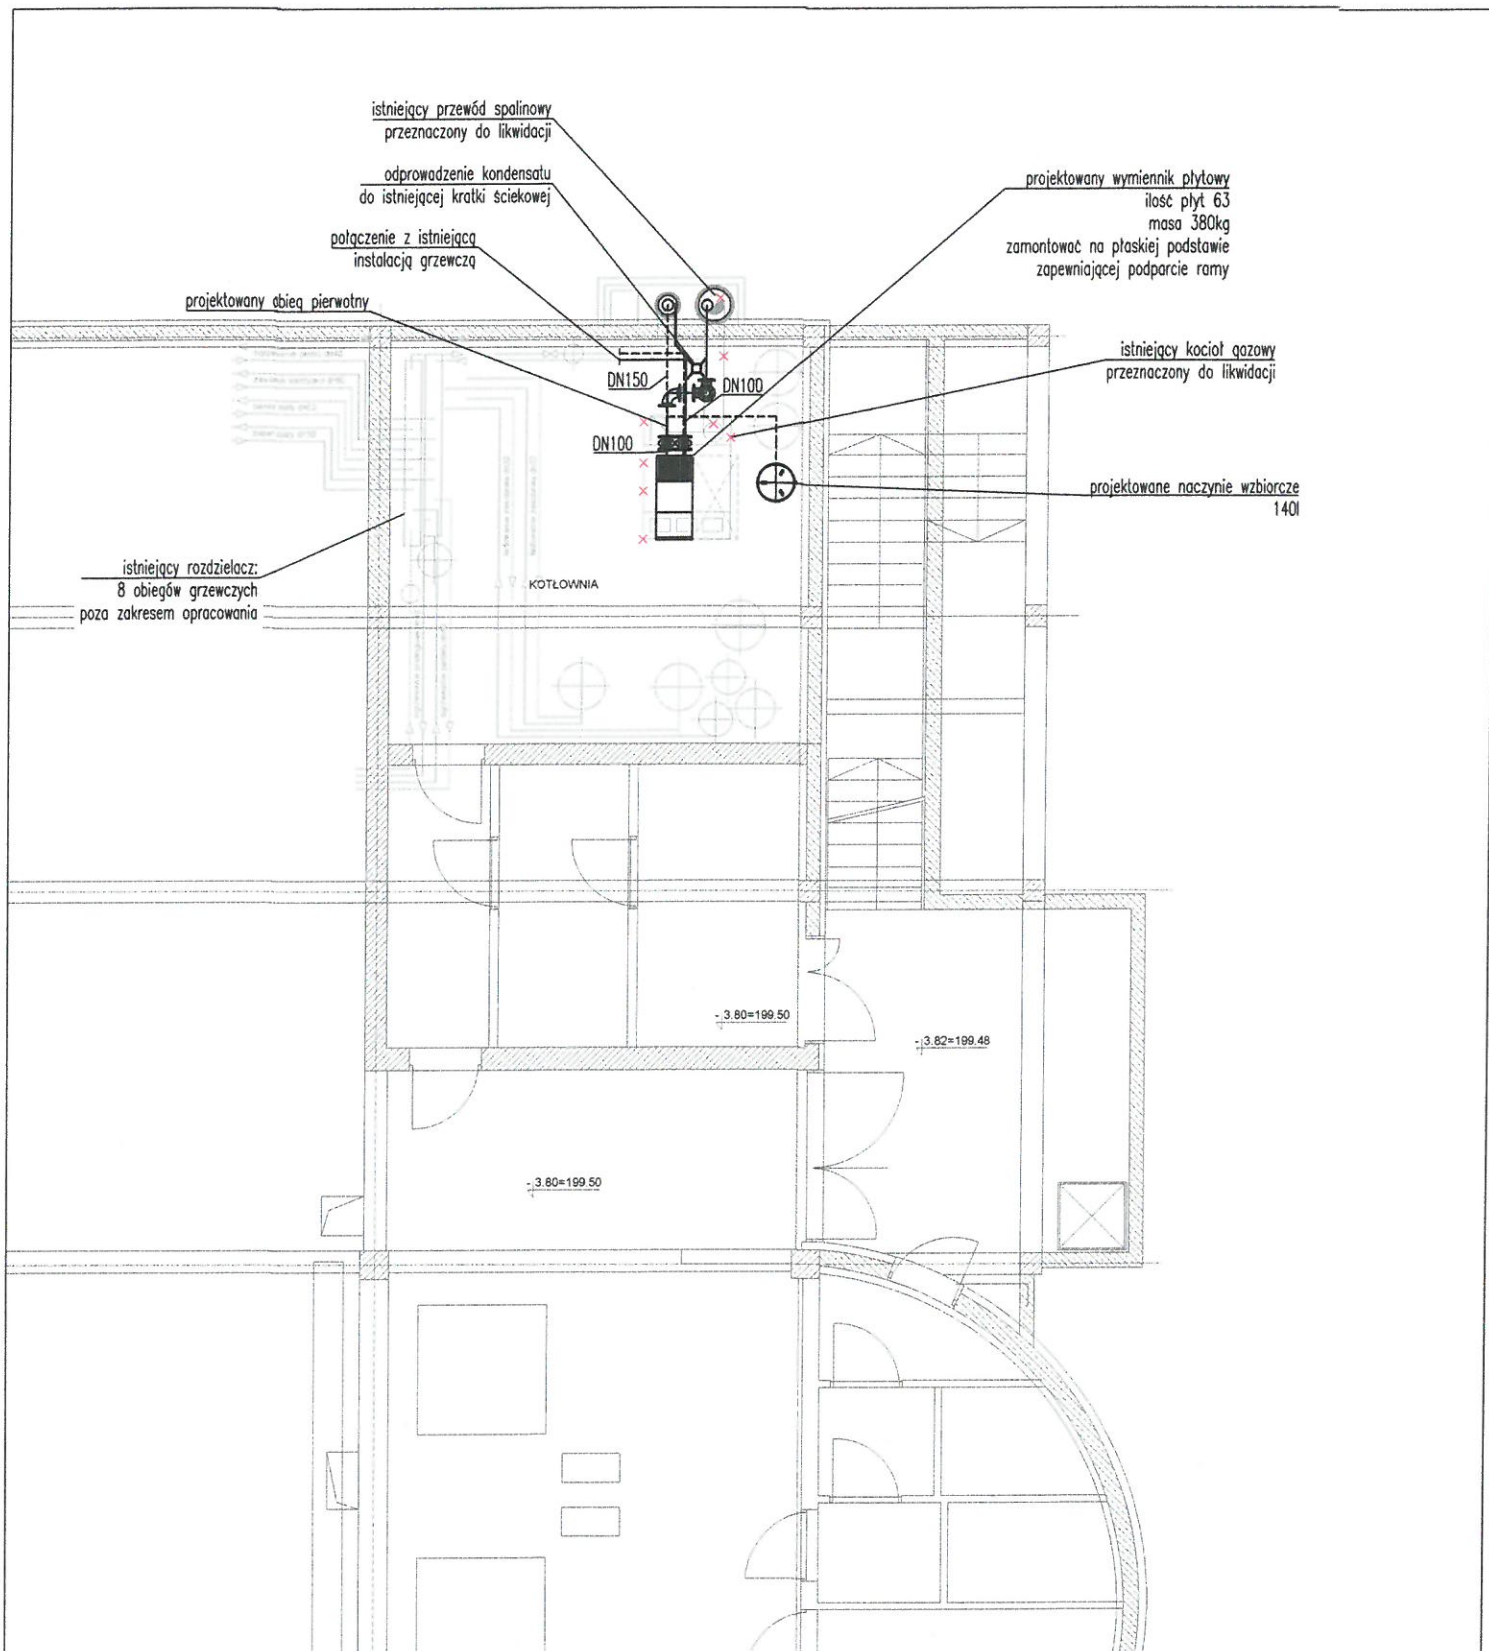 istniejący przewód spalinowy
przeznaczony do likwidacji
odprowadzenie kondensatu
do istniejącej kratki ściekowej
połączenie z istniejącą
instalacją grzewczą
projektowany obieg pierwotny
projektowany wymiennik płytowy
ilość płyt 63
masa 380kg
zamontować na płaskiej podstawie
zapewniającej podparcie ramy
istniejący kocioł gazowy
przeznaczony do likwidacji
DN150
DN100
DN100
projektowane naczynie wzbiorcze
140l
istniejący rozdzielacz:
8 obiegów grzewczych
poza zakresem opracowania
KOTŁOWNIA
- 3.80=199.50
- 3.82=199.48
- 3.80=199.50